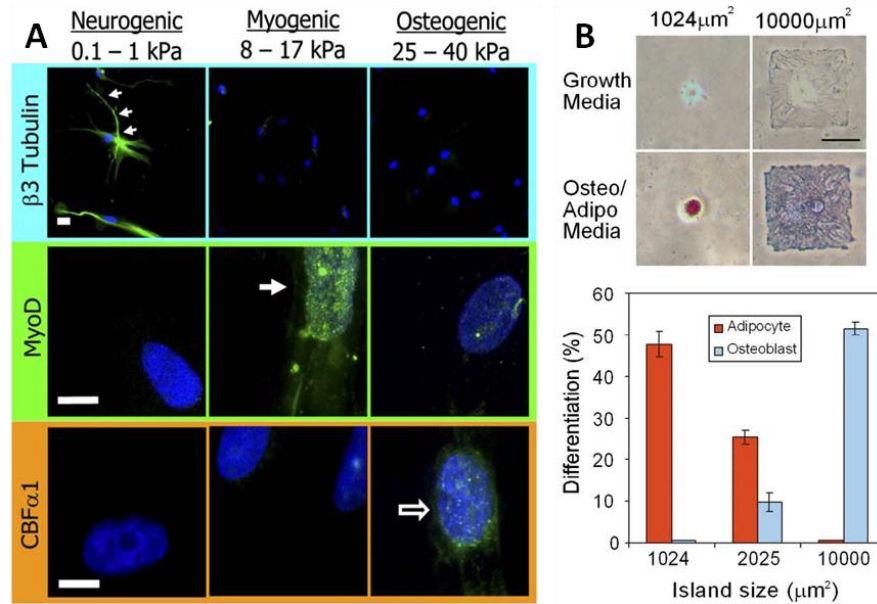 A
Neurogenic
0.1 – 1 kPa
Myogenic
8 – 17 kPa
Osteogenic
25 – 40 kPa
β3 Tubulin
MyoD
CBFα1
B
1024μm²
10000μm²
Growth
Media
Osteo/
Adipo
Media
60
50
40
30
20
10
0
Differentiation (%)
Adipocyte
Osteoblast
1024
2025
10000
Island size (μm²)